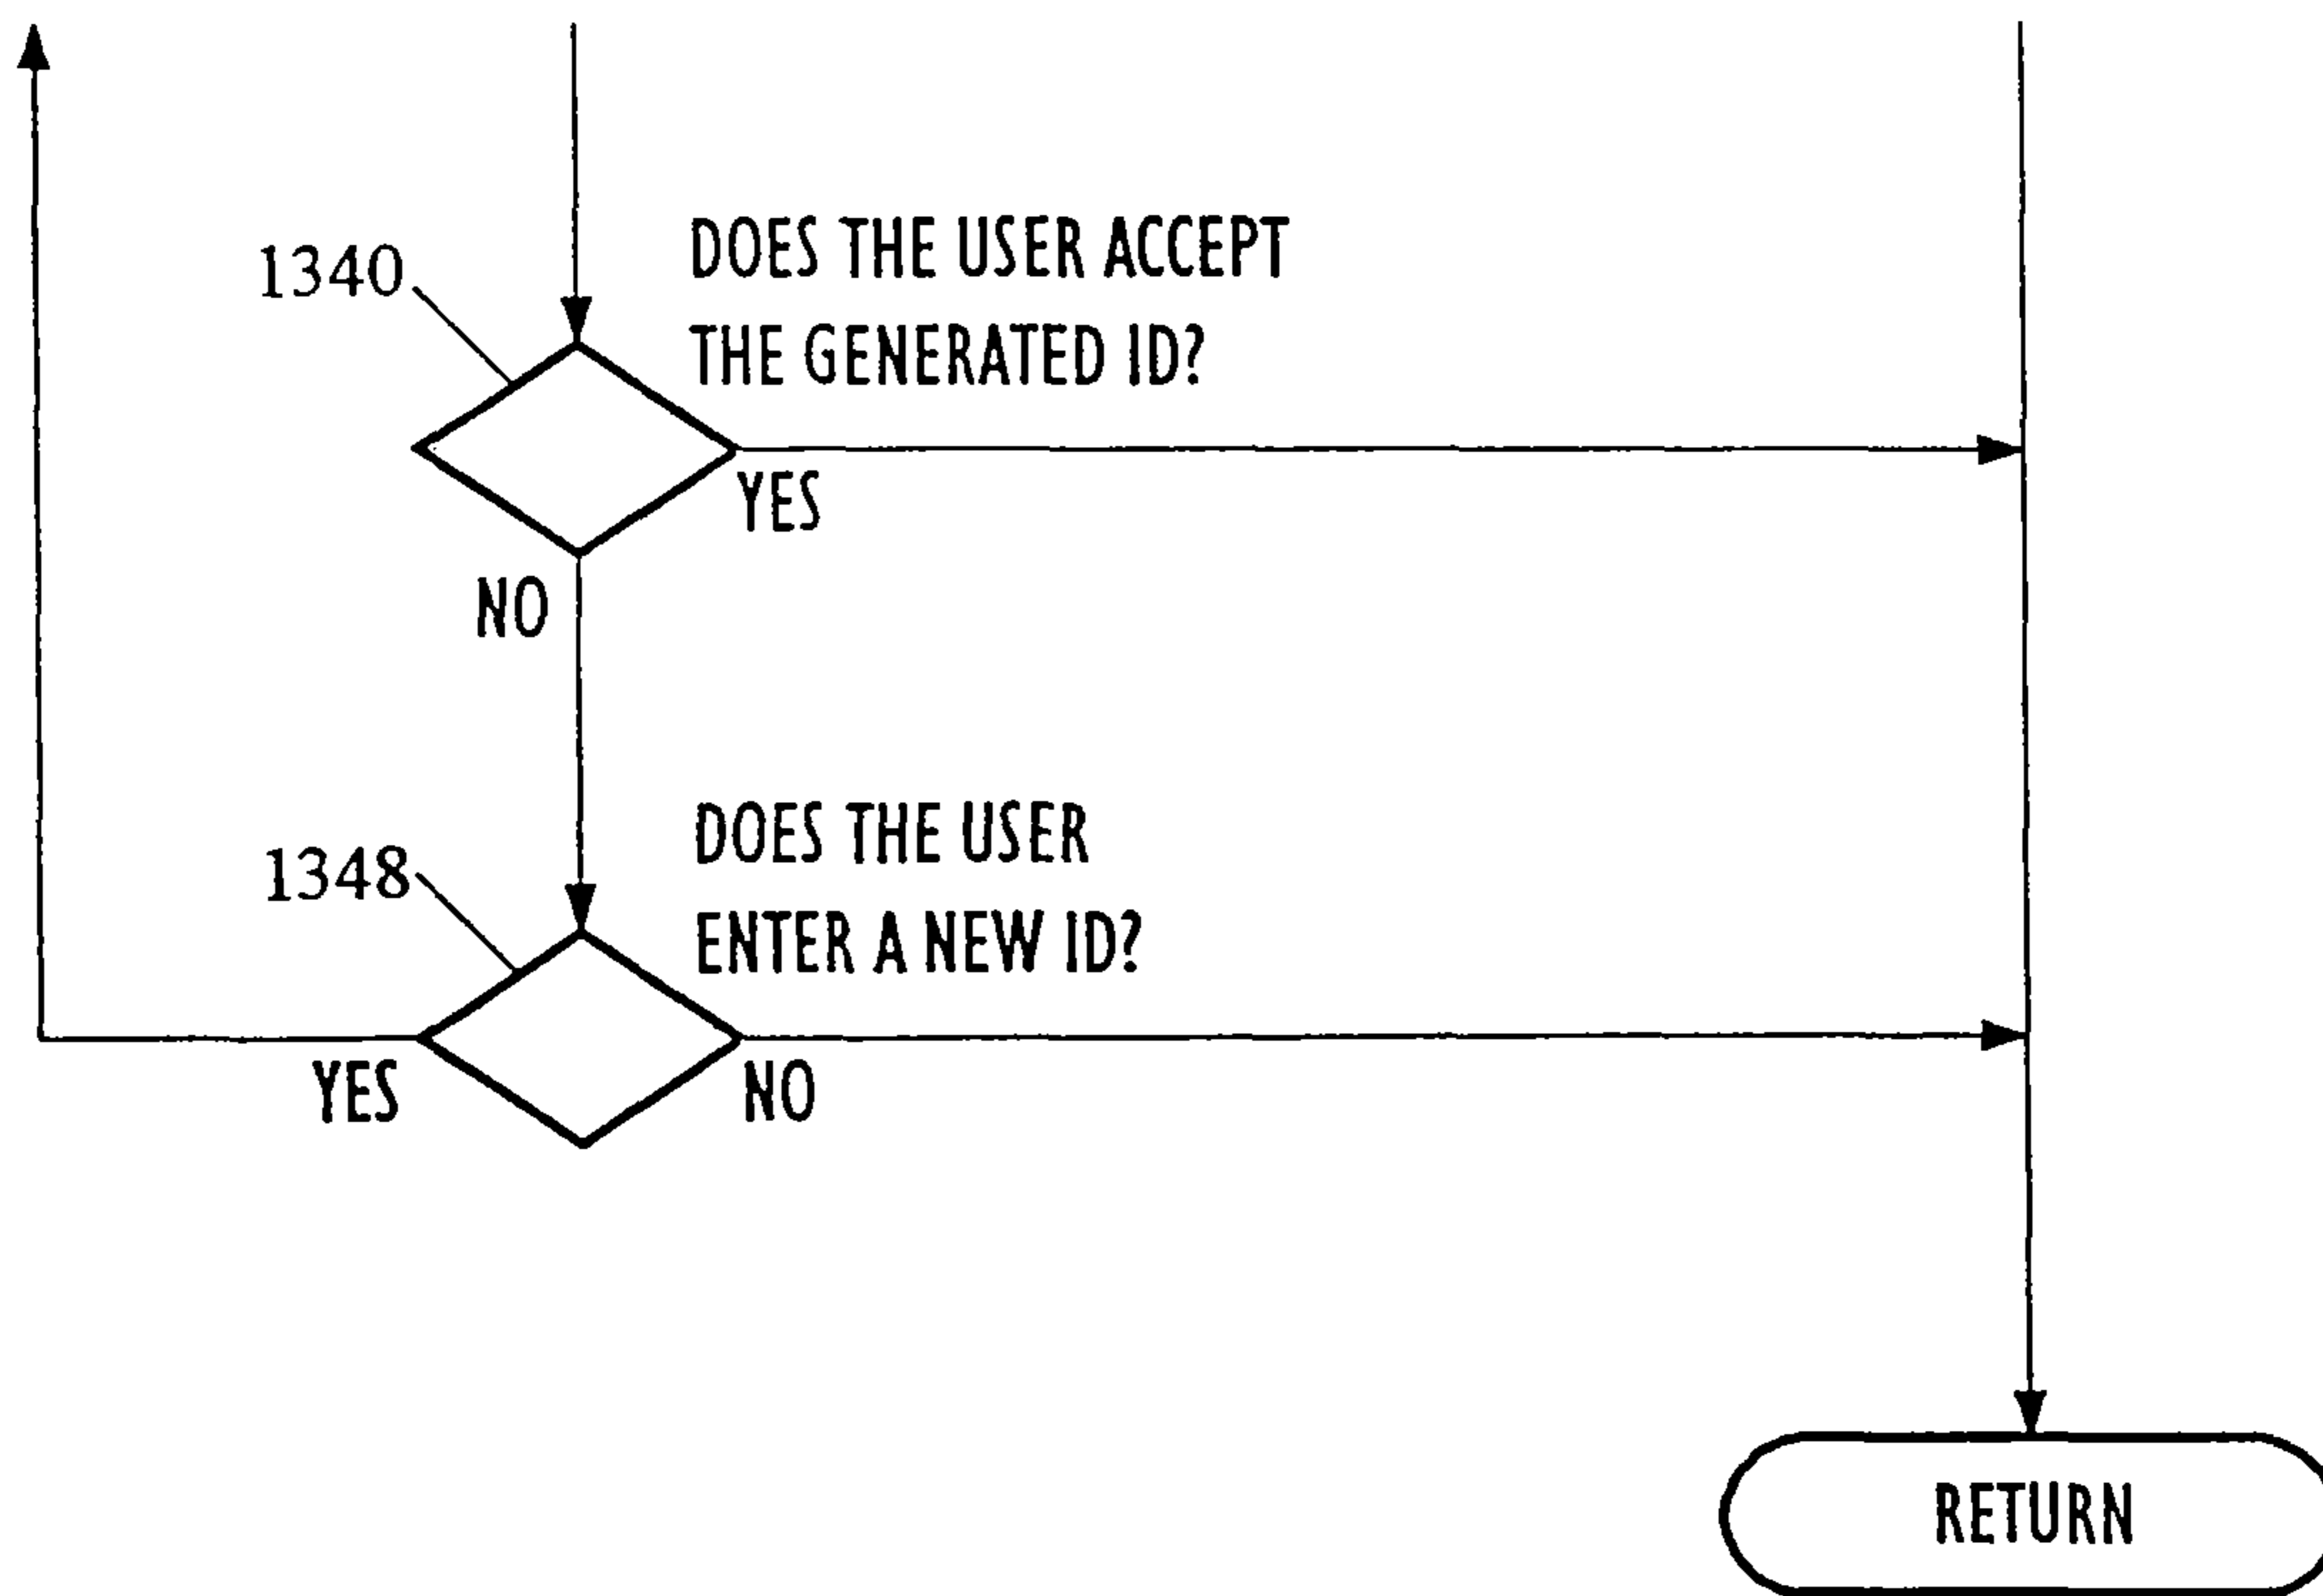 1340
DOES THE USER ACCEPT
THE GENERATED ID?
YES
NO
1348
DOES THE USER
ENTER A NEW ID?
YES
NO
RETURN